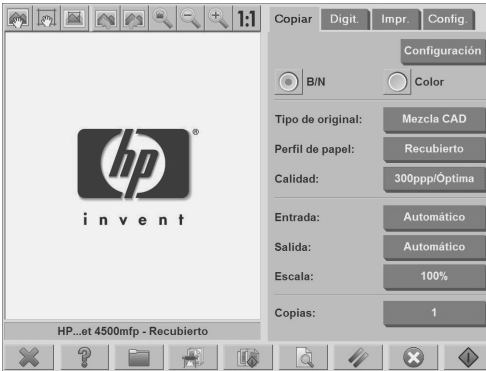 1:1
Copiar Digit. Impr. Config.
Configuración
B/N Color
Tipo de original: Mezcla CAD
Perfil de papel: Recubierto
Calidad: 300ppp/Óptima
Entrada: Automático
Salida: Automático
Escala: 100%
Copias: 1
hp®
invent
HP...et 4500mfp - Recubierto
?